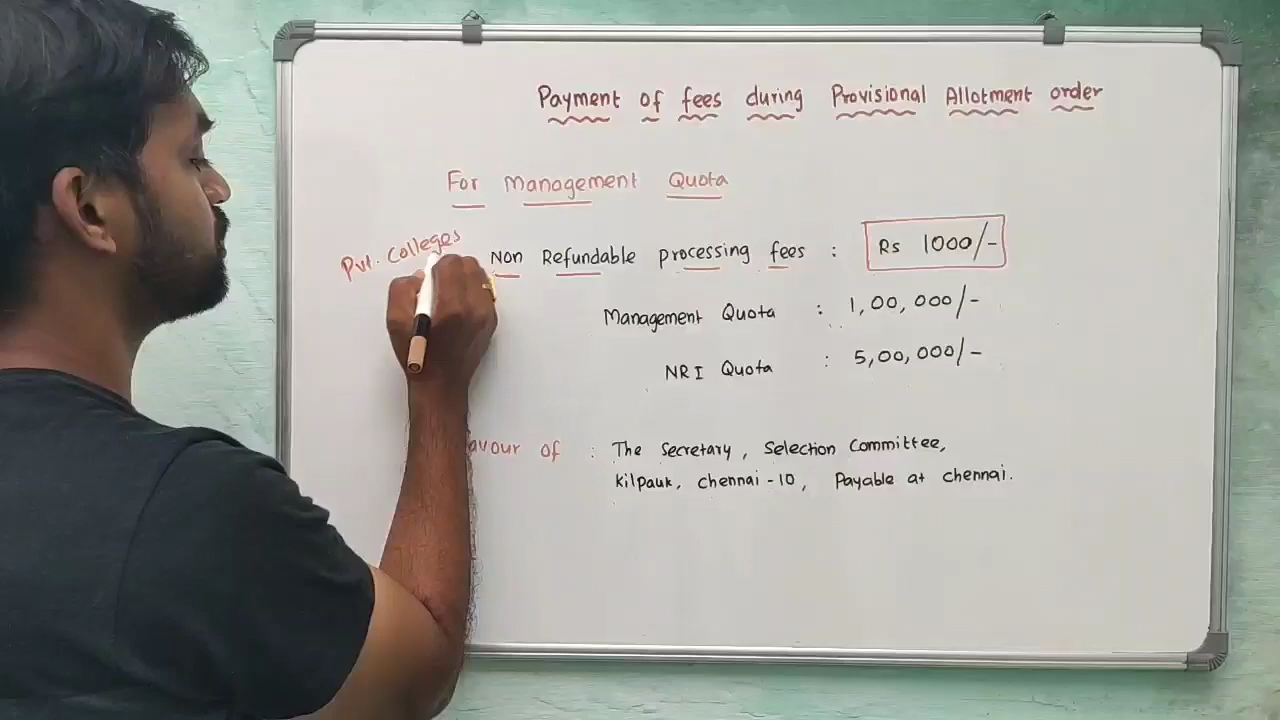 Payment of fees during Provisional Allotment order
For Management Quota
Pvt. Colleges
Non Refundable processing fees : Rs 1000/-
Management Quota : 1,00,000/-
NRI Quota : 5,00,000/-
avour of : The Secretary, Selection Committee,
Kilpauk, chennai-10, Payable at chennai.